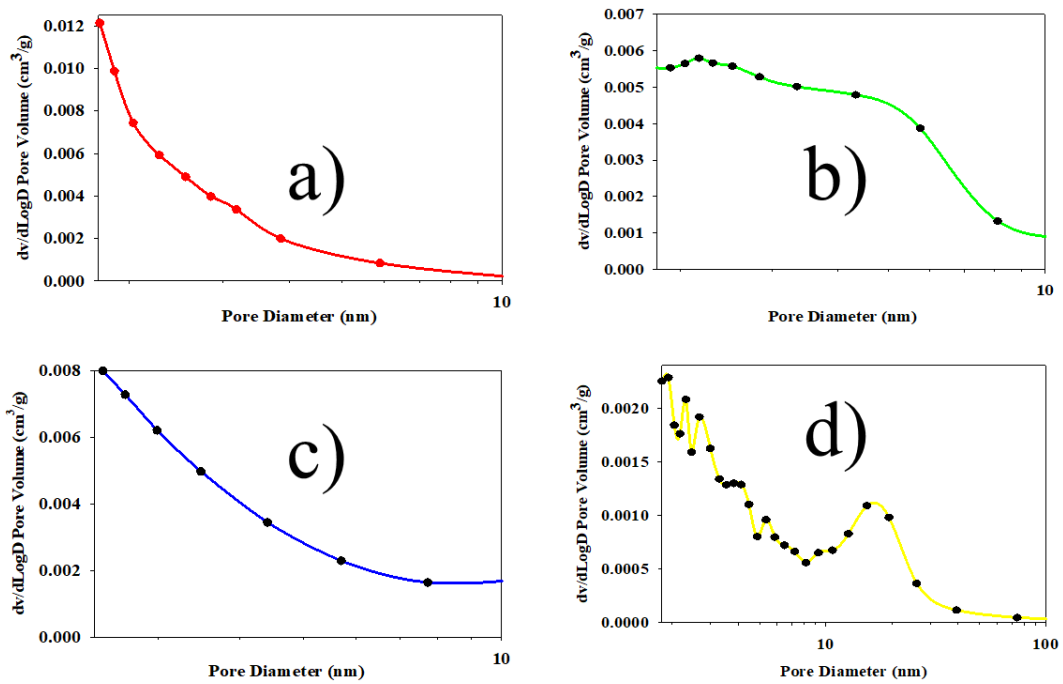 dv/dLogD Pore Volume (cm³/g)
0.012
0.010
0.008
0.006
0.004
0.002
0.000
a)
10
Pore Diameter (nm)
dv/dLogD Pore Volume (cm³/g)
0.007
0.006
0.005
0.004
0.003
0.002
0.001
0.000
b)
10
Pore Diameter (nm)
dv/dLogD Pore Volume (cm³/g)
0.008
0.006
0.004
0.002
0.000
c)
10
Pore Diameter (nm)
dv/dLogD Pore Volume (cm³/g)
0.0020
0.0015
0.0010
0.0005
0.0000
d)
10 100
Pore Diameter (nm)